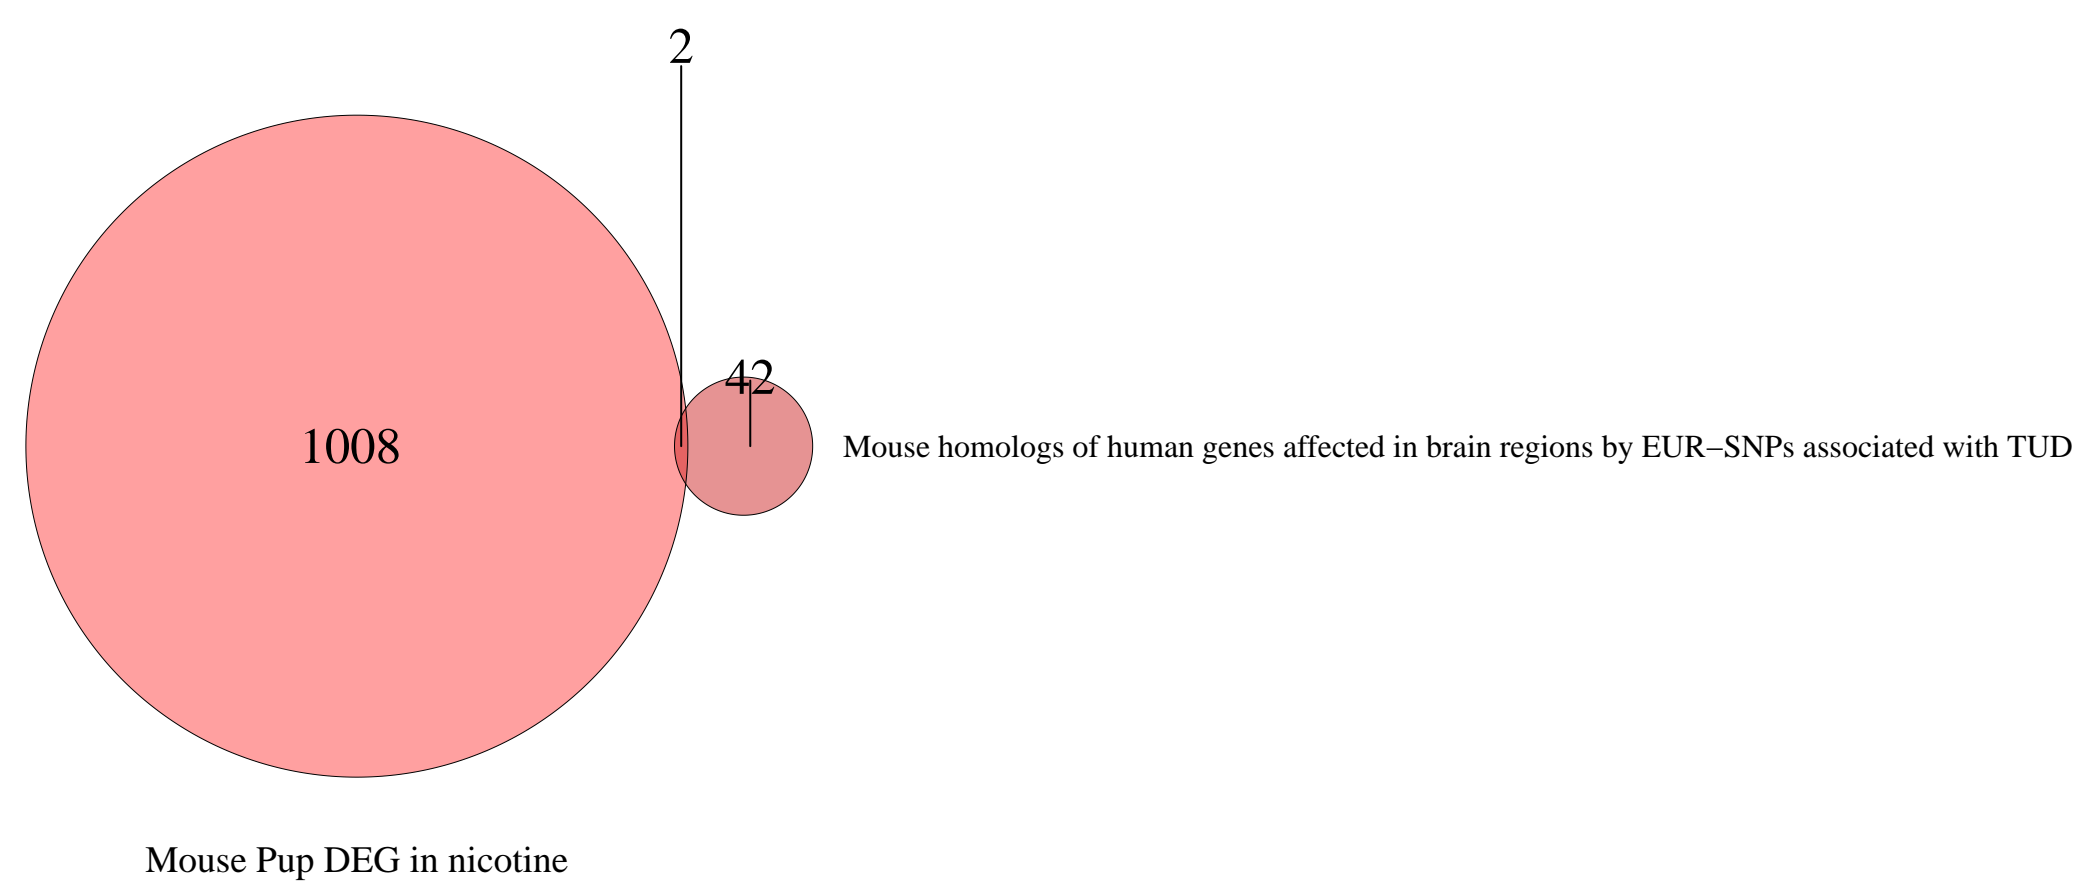 2
42
1008
Mouse homologs of human genes affected in brain regions by EUR−SNPs associated with TUD
Mouse Pup DEG in nicotine